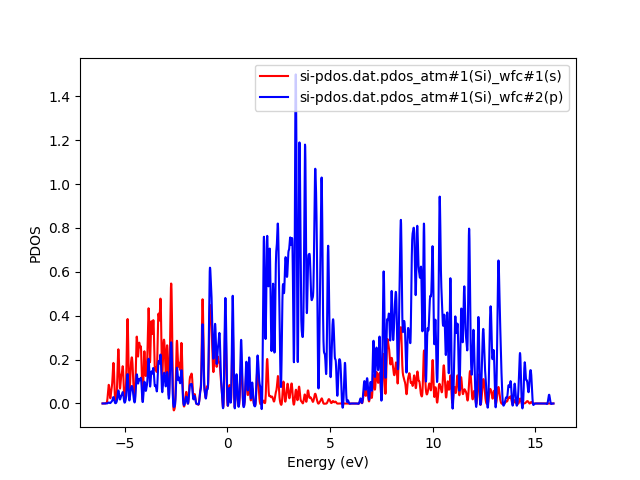 si-pdos.dat.pdos_atm#1(Si)_wfc#1(s)
si-pdos.dat.pdos_atm#1(Si)_wfc#2(p)
1.4
1.2
1.0
0.8
0.6
0.4
0.2
0.0
PDOS
−5 0 5 10 15
Energy (eV)